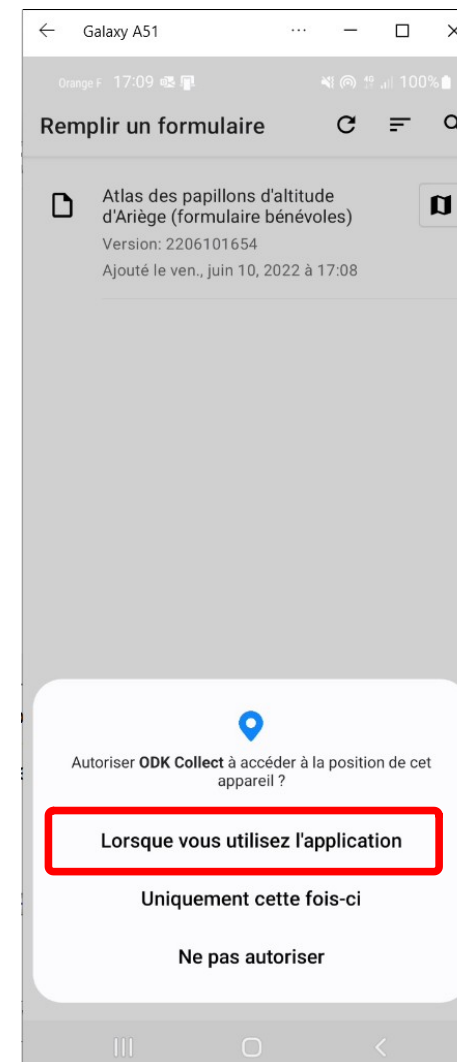 Galaxy A51
Orange F 17:09
100%
Remplir un formulaire
Atlas des papillons d'altitude
d'Ariège (formulaire bénévoles)
Version: 2206101654
Ajouté le ven., juin 10, 2022 à 17:08
Autoriser ODK Collect à accéder à la position de cet
appareil ?
Lorsque vous utilisez l'application
Uniquement cette fois-ci
Ne pas autoriser